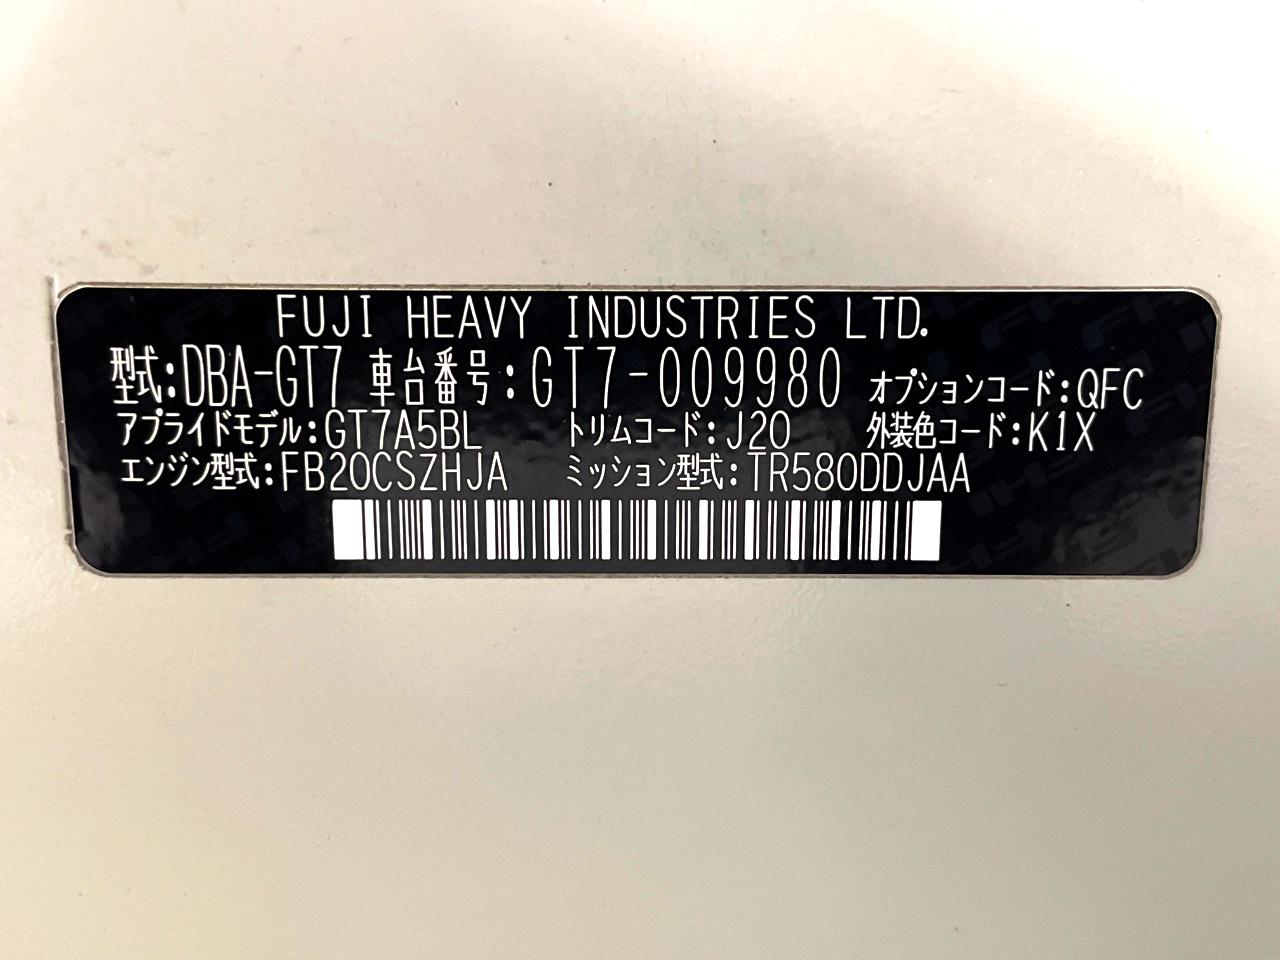 FUJI HEAVY INDUSTRIES LTD.
型式:DBA-GT7 車台番号:GT7-009980 オプションコード:QFC
アプライドモデル:GT7A5BL トリムコード:J20 外装色コード:K1X
エンジン型式:FB20CSZHJA ミッション型式:TR580DDJAA